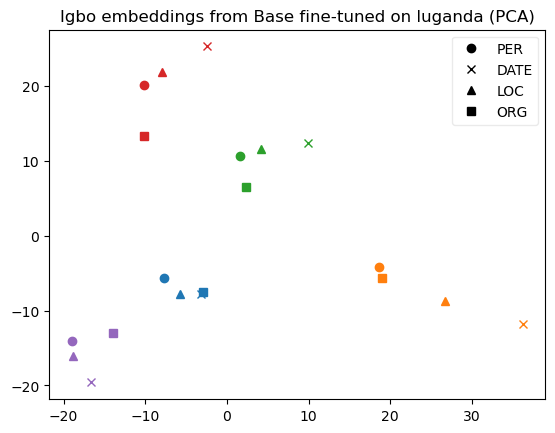 Igbo embeddings from Base fine-tuned on luganda (PCA)
PER
DATE
LOC
ORG
20
10
0
−10
−20
−20
−10
0
10
20
30